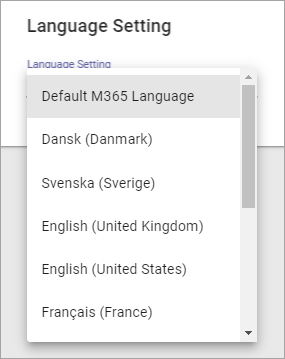 Language Setting
Language Setting
Default M365 Language
Dansk (Danmark)
Svenska (Sverige)
English (United Kingdom)
English (United States)
Français (France)